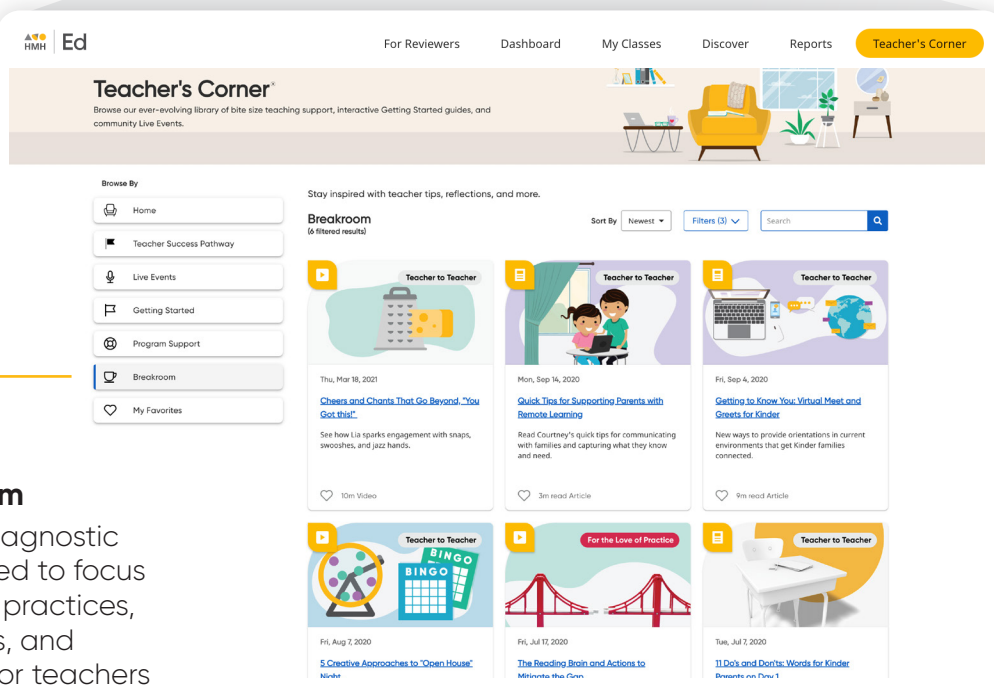 HMH Ed
For Reviewers
Dashboard
My Classes
Discover
Reports
Teacher's Corner
Teacher's Corner
Browse our ever-evolving library of bite size teaching support, interactive Getting Started guides, and
community Live Events.
Browse By
Home
Teacher Success Pathway
Live Events
Getting Started
Program Support
Breakroom
My Favorites
Stay inspired with teacher tips, reflections, and more.
Breakroom
(6 filtered results)
Sort By Newest
Filters (3)
Search
Teacher to Teacher
Thu, Mar 18, 2021
Cheers and Chants That Go Beyond, "You
Got this!"
See how Lia sparks engagement with snaps,
swooshes, and jazz hands.
10m Video
Teacher to Teacher
Mon, Sep 14, 2020
Quick Tips for Supporting Parents with
Remote Learning
Read Courtney's quick tips for communicating
with families and capturing what they know
and need.
3m read Article
Teacher to Teacher
Fri, Sep 4, 2020
Getting to Know You: Virtual Meet and
Greets for Kinder
New ways to provide orientations in current
environments that get Kinder families
connected.
9m read Article
Teacher to Teacher
BINGO
BINGO
Fri, Aug 7, 2020
5 Creative Approaches to "Open House"
Night
For the Love of Practice
Fri, Jul 17, 2020
The Reading Brain and Actions to
Mitigate the Gap
Teacher to Teacher
Tue, Jul 7, 2020
11 Do's and Don'ts: Words for Kinder
Parents on Day 1
m
agnostic
ed to focus
practices,
s, and
or teachers